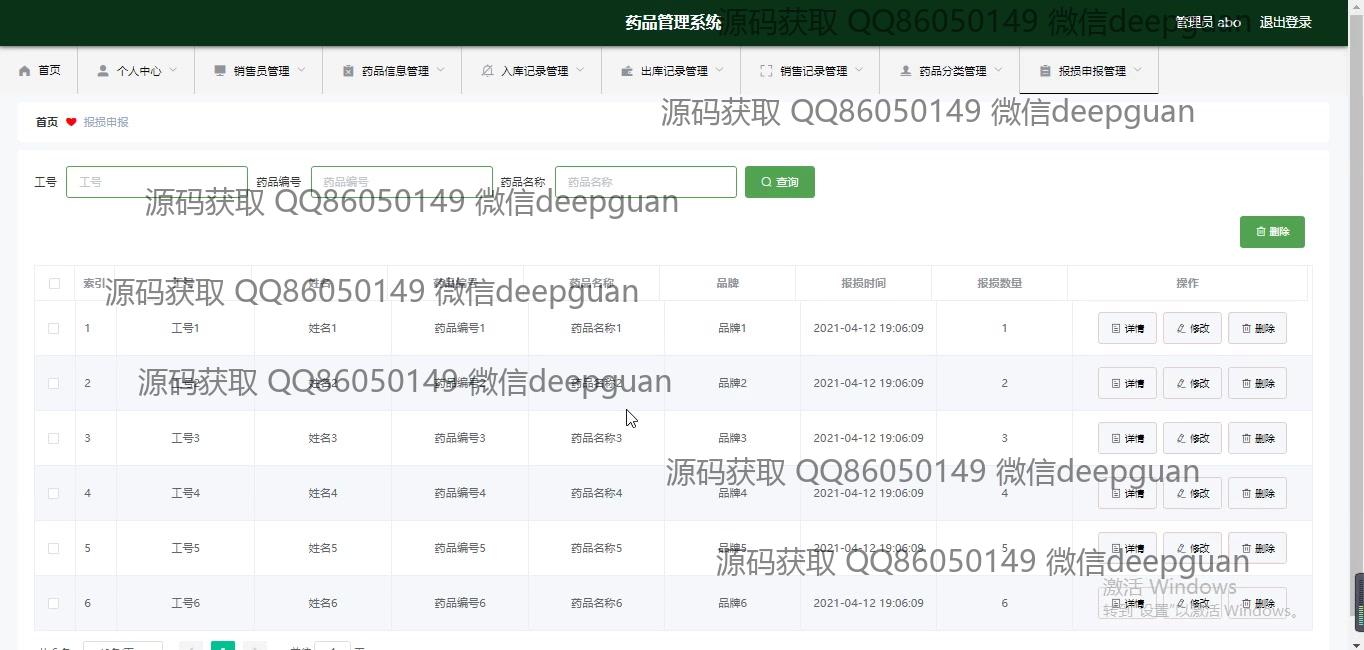 药品管理系统
管理员 abo 退出登录
源码获取 QQ86050149 微信deepguan
首页 个人中心 销售员管理 药品信息管理 入库记录管理 出库记录管理 销售记录管理 药品分类管理 报损申报管理
源码获取 QQ86050149 微信deepguan
首页 报损申报
工号 工号 药品编号 药品编号 药品名称 药品名称 查询
源码获取 QQ86050149 微信deepguan
删除
索引 工号 姓名 药品编号 药品名称 品牌 报损时间 报损数量 操作
源码获取 QQ86050149 微信deepguan
1 工号1 姓名1 药品编号1 药品名称1 品牌1 2021-04-12 19:06:09 1 详情 修改 删除
2 工号2 姓名2 药品编号2 药品名称2 品牌2 2021-04-12 19:06:09 2 详情 修改 删除
源码获取 QQ86050149 微信deepguan
3 工号3 姓名3 药品编号3 药品名称3 品牌3 2021-04-12 19:06:09 3 详情 修改 删除
源码获取 QQ86050149 微信deepguan
4 工号4 姓名4 药品编号4 药品名称4 品牌4 2021-04-12 19:06:09 4 详情 修改 删除
5 工号5 姓名5 药品编号5 药品名称5 品牌5 2021-04-12 19:06:09 5 详情 修改 删除
源码获取 QQ86050149 微信deepguan
激活 Windows
6 工号6 姓名6 药品编号6 药品名称6 品牌6 2021-04-12 19:06:09 6 详情 修改 删除
转到"设置"以激活 Windows。